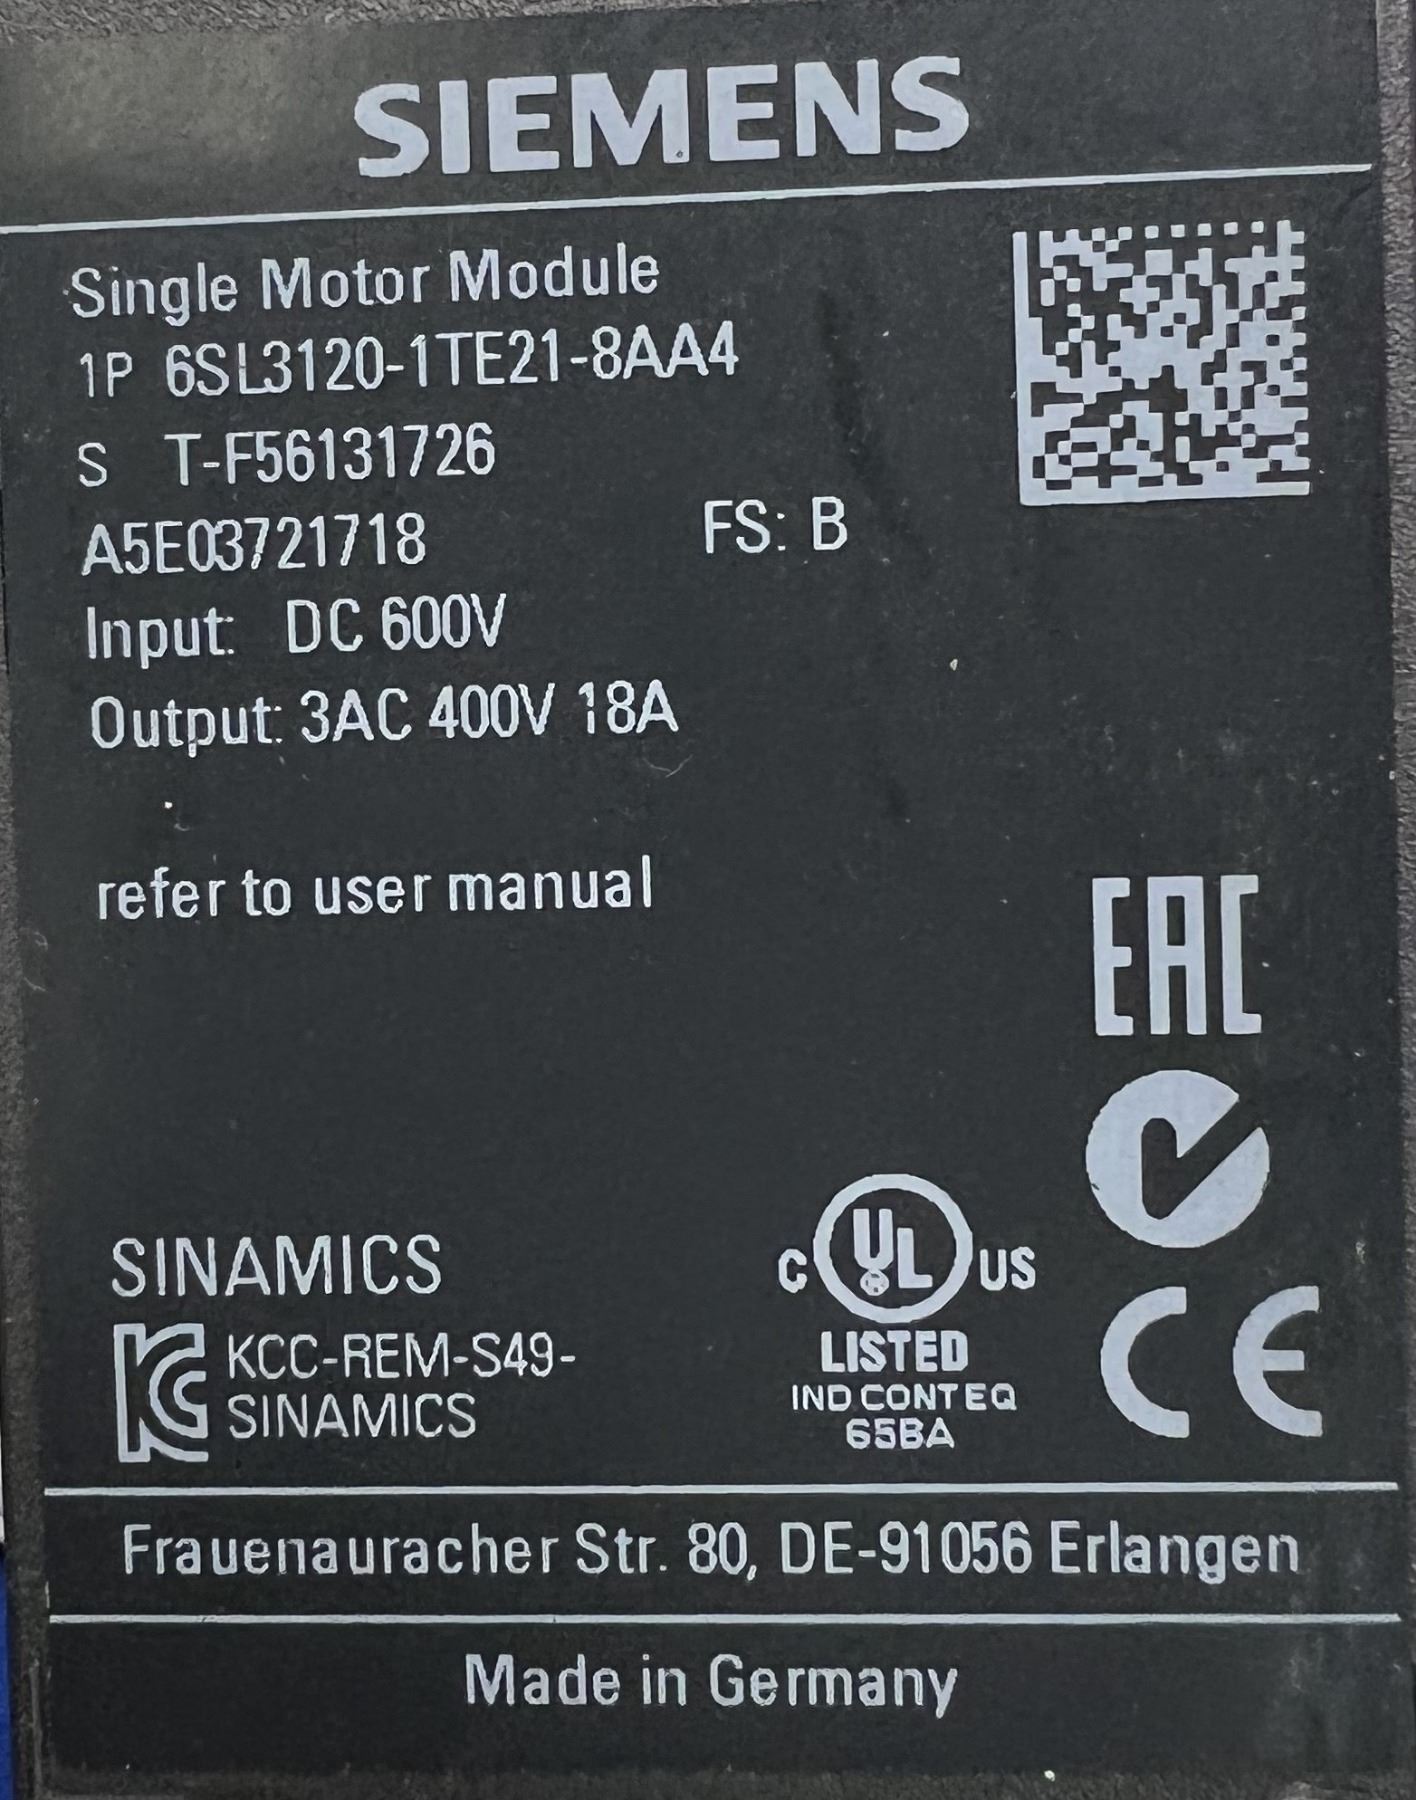 SIEMENS
Single Motor Module
1P 6SL3120-1TE21-8AA4
S T-F56131726
A5E03721718 FS: B
Input: DC 600V
Output: 3AC 400V 18A
refer to user manual
EAC
SINAMICS
C UL US
LISTED
IND CONT EQ
65BA
KC KCC-REM-S49-
SINAMICS
CE
Frauenauracher Str. 80, DE-91056 Erlangen
Made in Germany